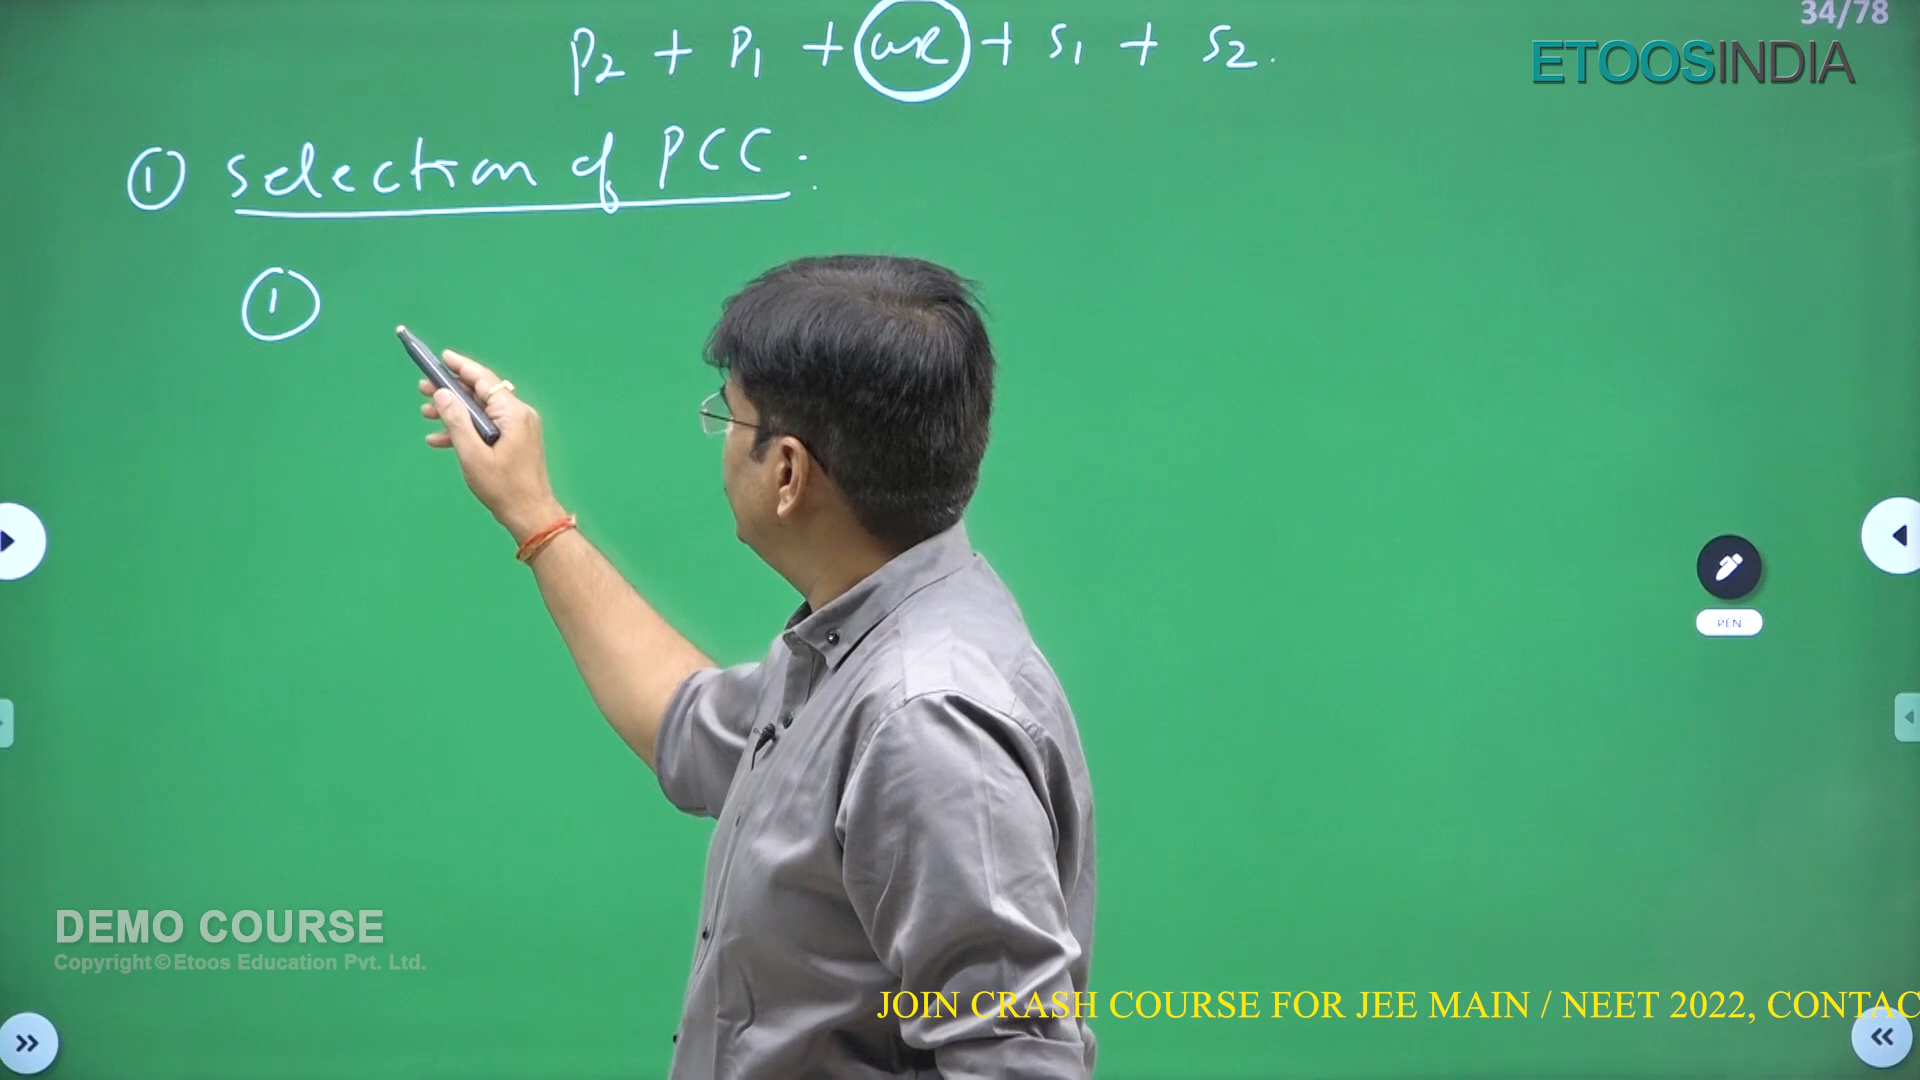 34/78
P2 + P1 + WR + S1 + S2.
ETOOSINDIA
① Selection of PCC :
①
PEN
DEMO COURSE
Copyright © Etoos Education Pvt. Ltd.
JOIN CRASH COURSE FOR JEE MAIN / NEET 2022, CONTAC